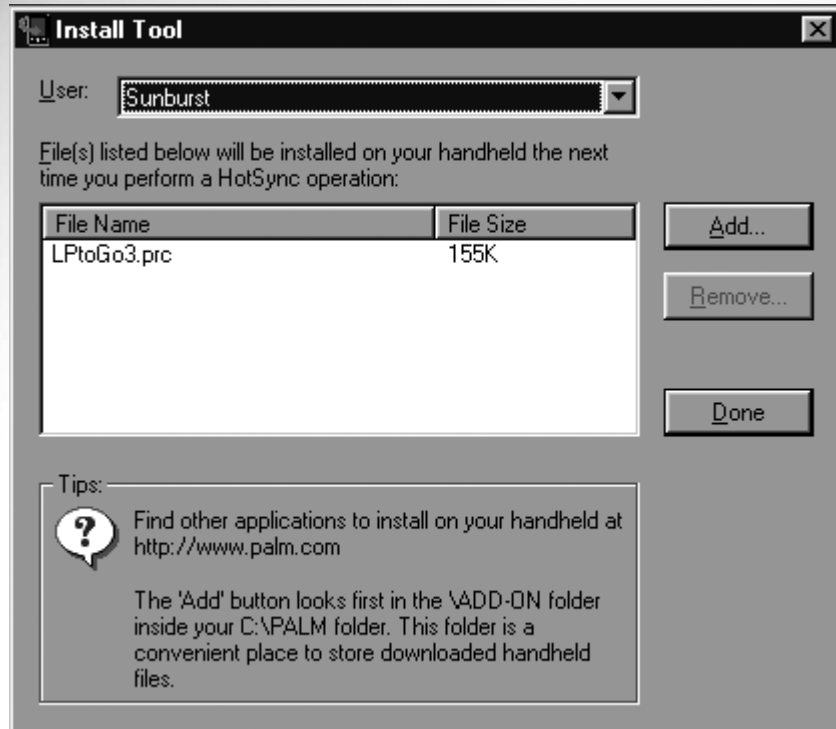 Install Tool
User: Sunburst
File(s) listed below will be installed on your handheld the next
time you perform a HotSync operation:
File Name File Size
LPtoGo3.prc 155K
Add...
Remove...
Done
Tips:
Find other applications to install on your handheld at
http://www.palm.com
The 'Add' button looks first in the \ADD-ON folder
inside your C:\PALM folder. This folder is a
convenient place to store downloaded handheld
files.